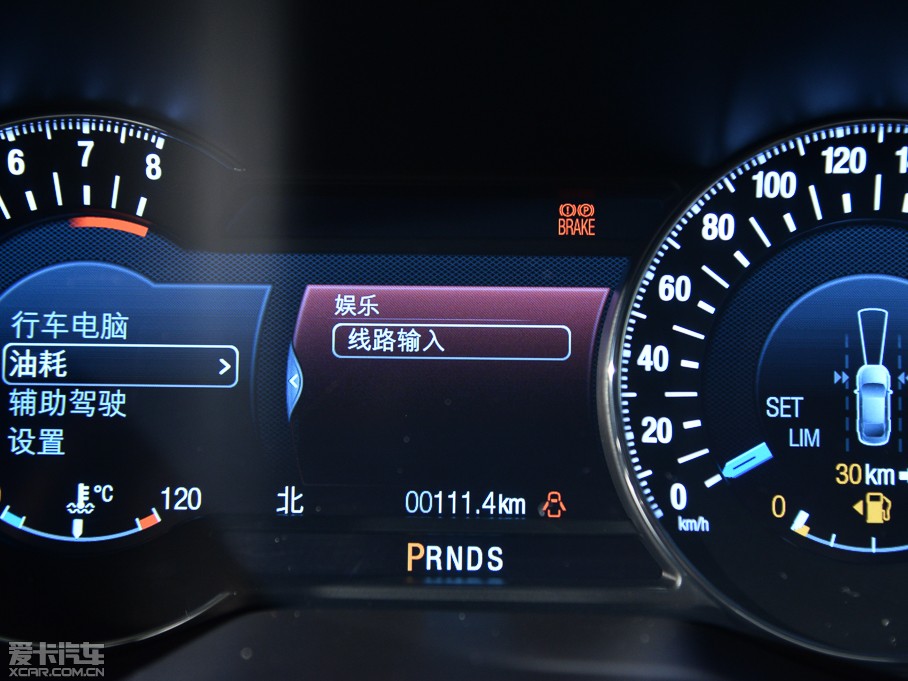 6 7 8
行车电脑
油耗 >
辅助驾驶
设置
°C
120
BRAKE
娱乐
线路输入
北
00111.4km
PRNDS
120
100
80
60
40
20
0
km/h
SET
LIM
30km
0
爱卡汽车
XCAR.COM.CN